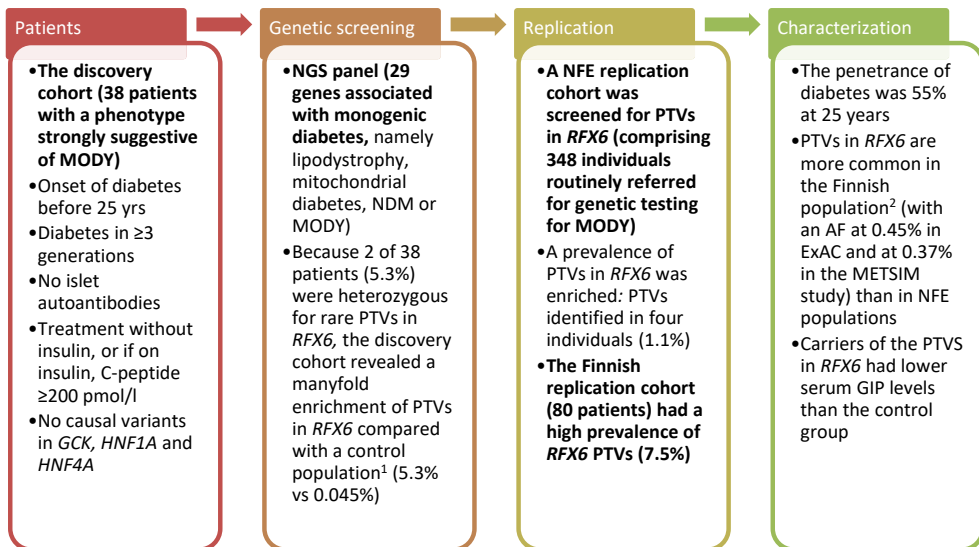 Patients
•The discovery
cohort (38 patients
with a phenotype
strongly suggestive
of MODY)
•Onset of diabetes
before 25 yrs
•Diabetes in ≥3
generations
•No islet
autoantibodies
•Treatment without
insulin, or if on
insulin, C-peptide
≥200 pmol/l
•No causal variants
in GCK, HNF1A and
HNF4A
Genetic screening
•NGS panel (29
genes associated
with monogenic
diabetes, namely
lipodystrophy,
mitochondrial
diabetes, NDM or
MODY)
•Because 2 of 38
patients (5.3%)
were heterozygous
for rare PTVs in
RFX6, the discovery
cohort revealed a
manyfold
enrichment of PTVs
in RFX6 compared
with a control
population¹ (5.3%
vs 0.045%)
Replication
•A NFE replication
cohort was
screened for PTVs
in RFX6 (comprising
348 individuals
routinely referred
for genetic testing
for MODY)
•A prevalence of
PTVs in RFX6 was
enriched: PTVs
identified in four
individuals (1.1%)
•The Finnish
replication cohort
(80 patients) had a
high prevalence of
RFX6 PTVs (7.5%)
Characterization
•The penetrance of
diabetes was 55%
at 25 years
•PTVs in RFX6 are
more common in
the Finnish
population² (with
an AF at 0.45% in
ExAC and at 0.37%
in the METSIM
study) than in NFE
populations
•Carriers of the PTVS
in RFX6 had lower
serum GIP levels
than the control
group